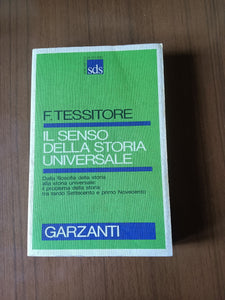 sds
F. TESSITORE
IL SENSO
DELLA STORIA
UNIVERSALE
Dalla filosofia della storia
alla storia universale:
il problema della storia
tra tardo Settecento e primo Novecento
GARZANTI